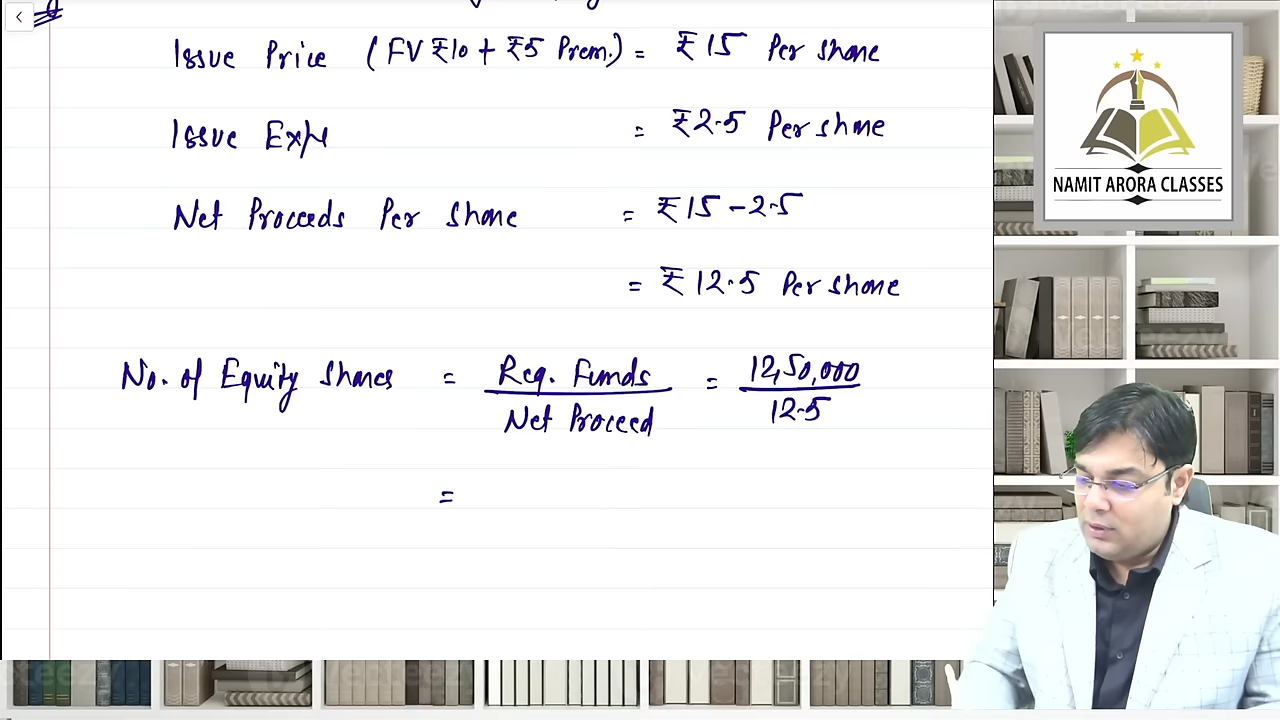 Issue Price (FV ₹10 + ₹5 Prem.) = ₹15 Per Share
Issue Exp.
= ₹2.5 Per Share
Net Proceeds Per Share = ₹15 - 2.5
= ₹12.5 Per Share
No. of Equity Shares = Req. Funds / Net Proceed = 12,50,000 / 12.5
=
NAMIT ARORA CLASSES